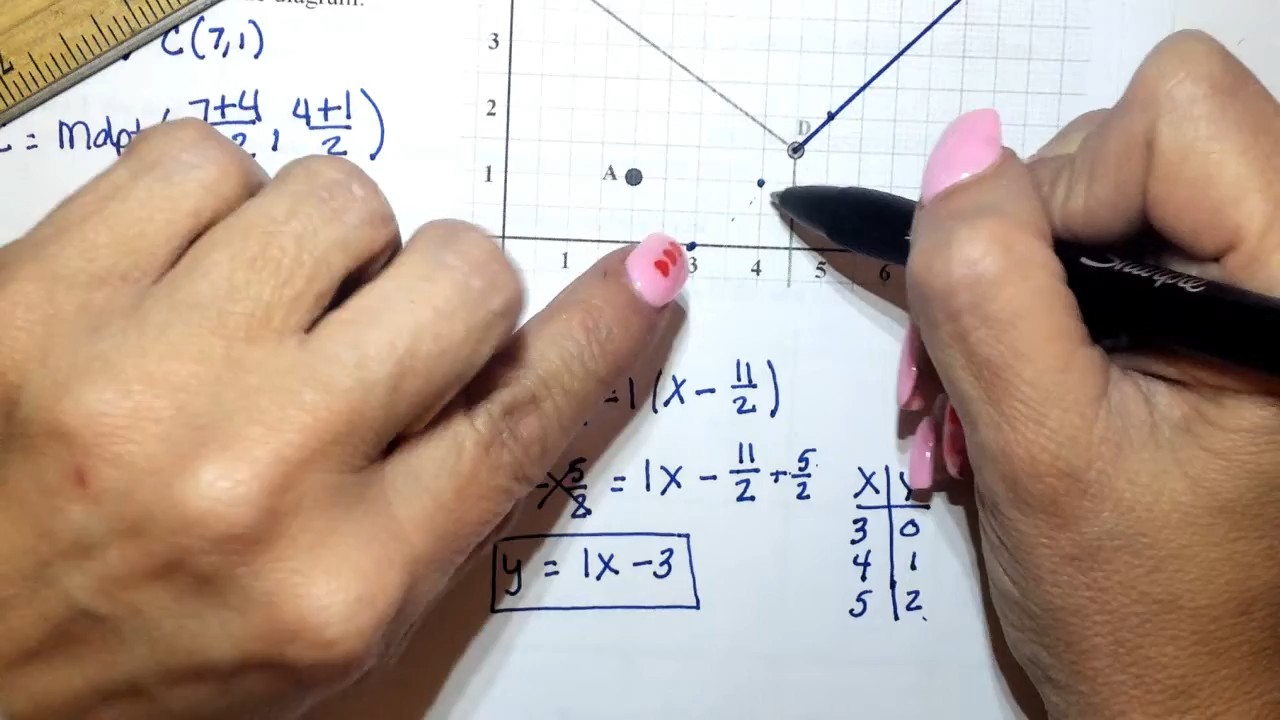 diagram.
C(7,1)
= mdpt (7+4/2, 4+1/2)
3
2
1
D
A
1 3 4 5 6
Sharpie
=1(x - 11/2)
5/2 = 1x - 11/2 + 5/2
y = 1x - 3
x y
3 0
4 1
5 2